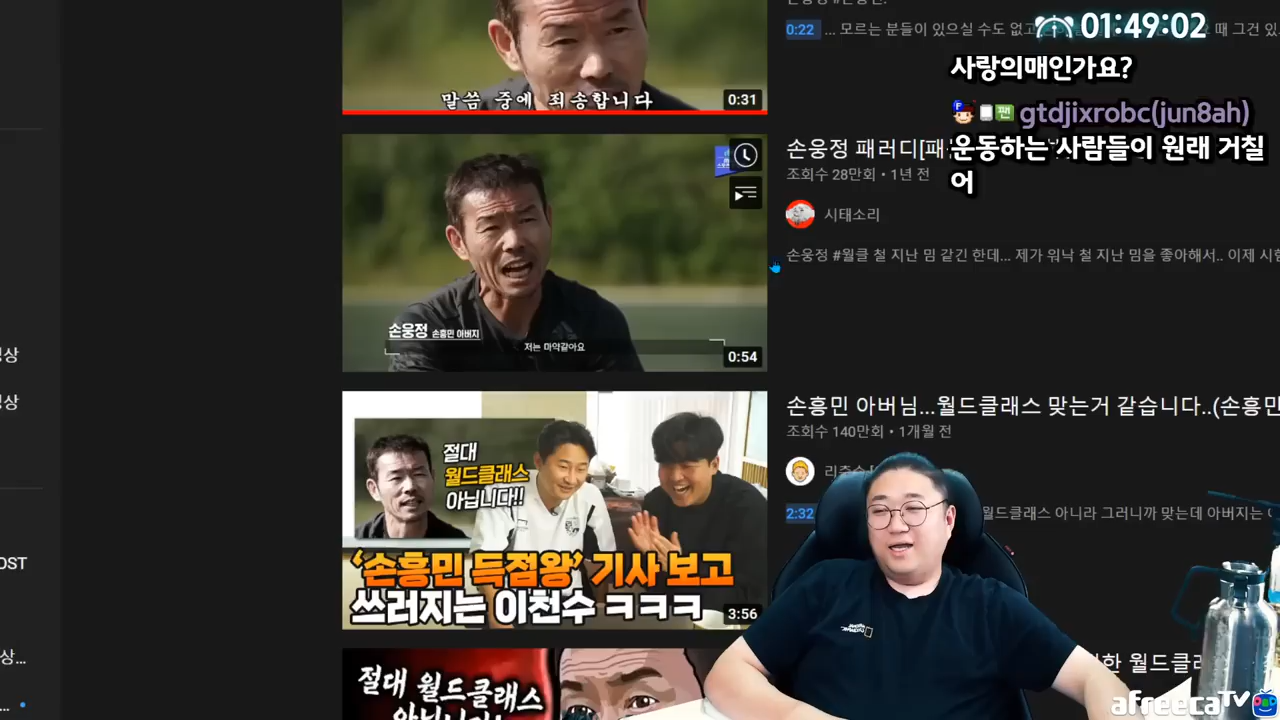 말씀 중에 죄송합니다
0:31
0:22 ... 모르는 분들이 있으실 수도 없고
때 그건 있
01:49:02
사랑의매인가요?
gtdjixrobc(jun8ah)
운동하는 사람들이 원래 거칠
어
손웅정 패러디[패
조회수 28만회 • 1년 전
시태소리
손웅정 #월클 철 지난 밈 같긴 한데... 제가 워낙 철 지난 밈을 좋아해서.. 이제 시험
손웅정 손흥민 아버지
저는 마약같아요
0:54
영상
영상
절대
월드클래스
아닙니다!!
'손흥민 득점왕' 기사 보고
쓰러지는 이천수 ㅋㅋㅋ
3:56
손흥민 아버님...월드클래스 맞는거 같습니다..(손흥민
조회수 140만회 • 1개월 전
2:32
월드클래스 아니라 그러니까 맞는데 아버지는
OST
상...
절대 월드클래스
아닙니다!
한 월드클래
afreecaTV